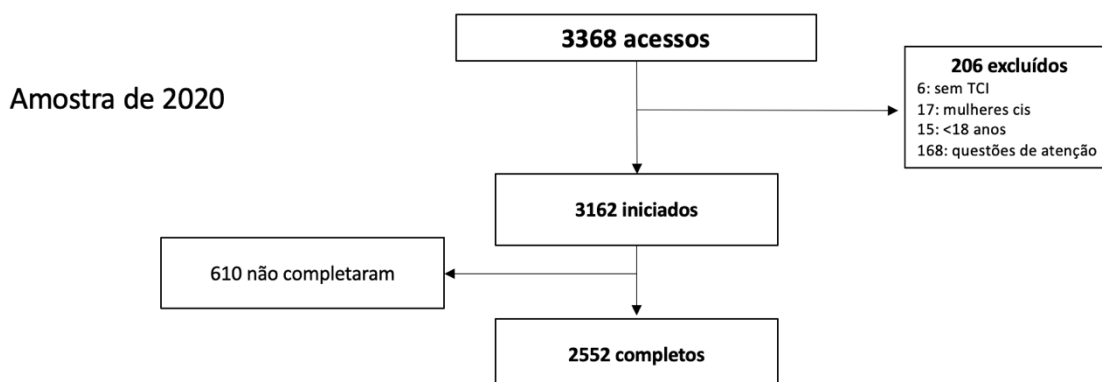 Amostra de 2020
3368 acessos
206 excluídos
6: sem TCI
17: mulheres cis
15: <18 anos
168: questões de atenção
3162 iniciados
610 não completaram
2552 completos